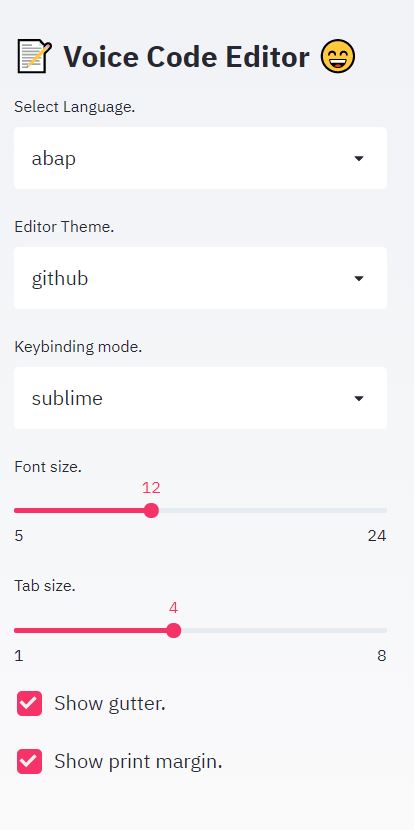 📝 Voice Code Editor 😄
Select Language.
abap
Editor Theme.
github
Keybinding mode.
sublime
Font size.
12
5 24
Tab size.
4
1 8
Show gutter.
Show print margin.